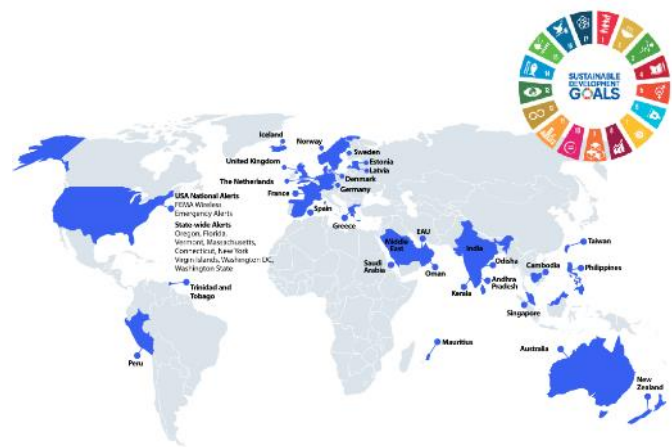 SUSTAINABLE
DEVELOPMENT
GOALS
Iceland
Norway
Sweden
United Kingdom
Estonia
Latvia
The Netherlands
Denmark
Germany
France
USA National Alerts
FEMA Wireless
Emergency Alerts
Spain
Greece
State-wide Alerts
Oregon, Florida,
Vermont, Massachusetts,
Connecticut, New York
Virgin Islands, Washington DC,
Washington State
EAU
Middle-
East
India
Taiwan
Saudi
Arabia
Oman
Odisha
Cambodia
Philippines
Andhra
Pradesh
Kerala
Singapore
Trinidad and
Tobago
Peru
Mauritius
Australia
New
Zealand